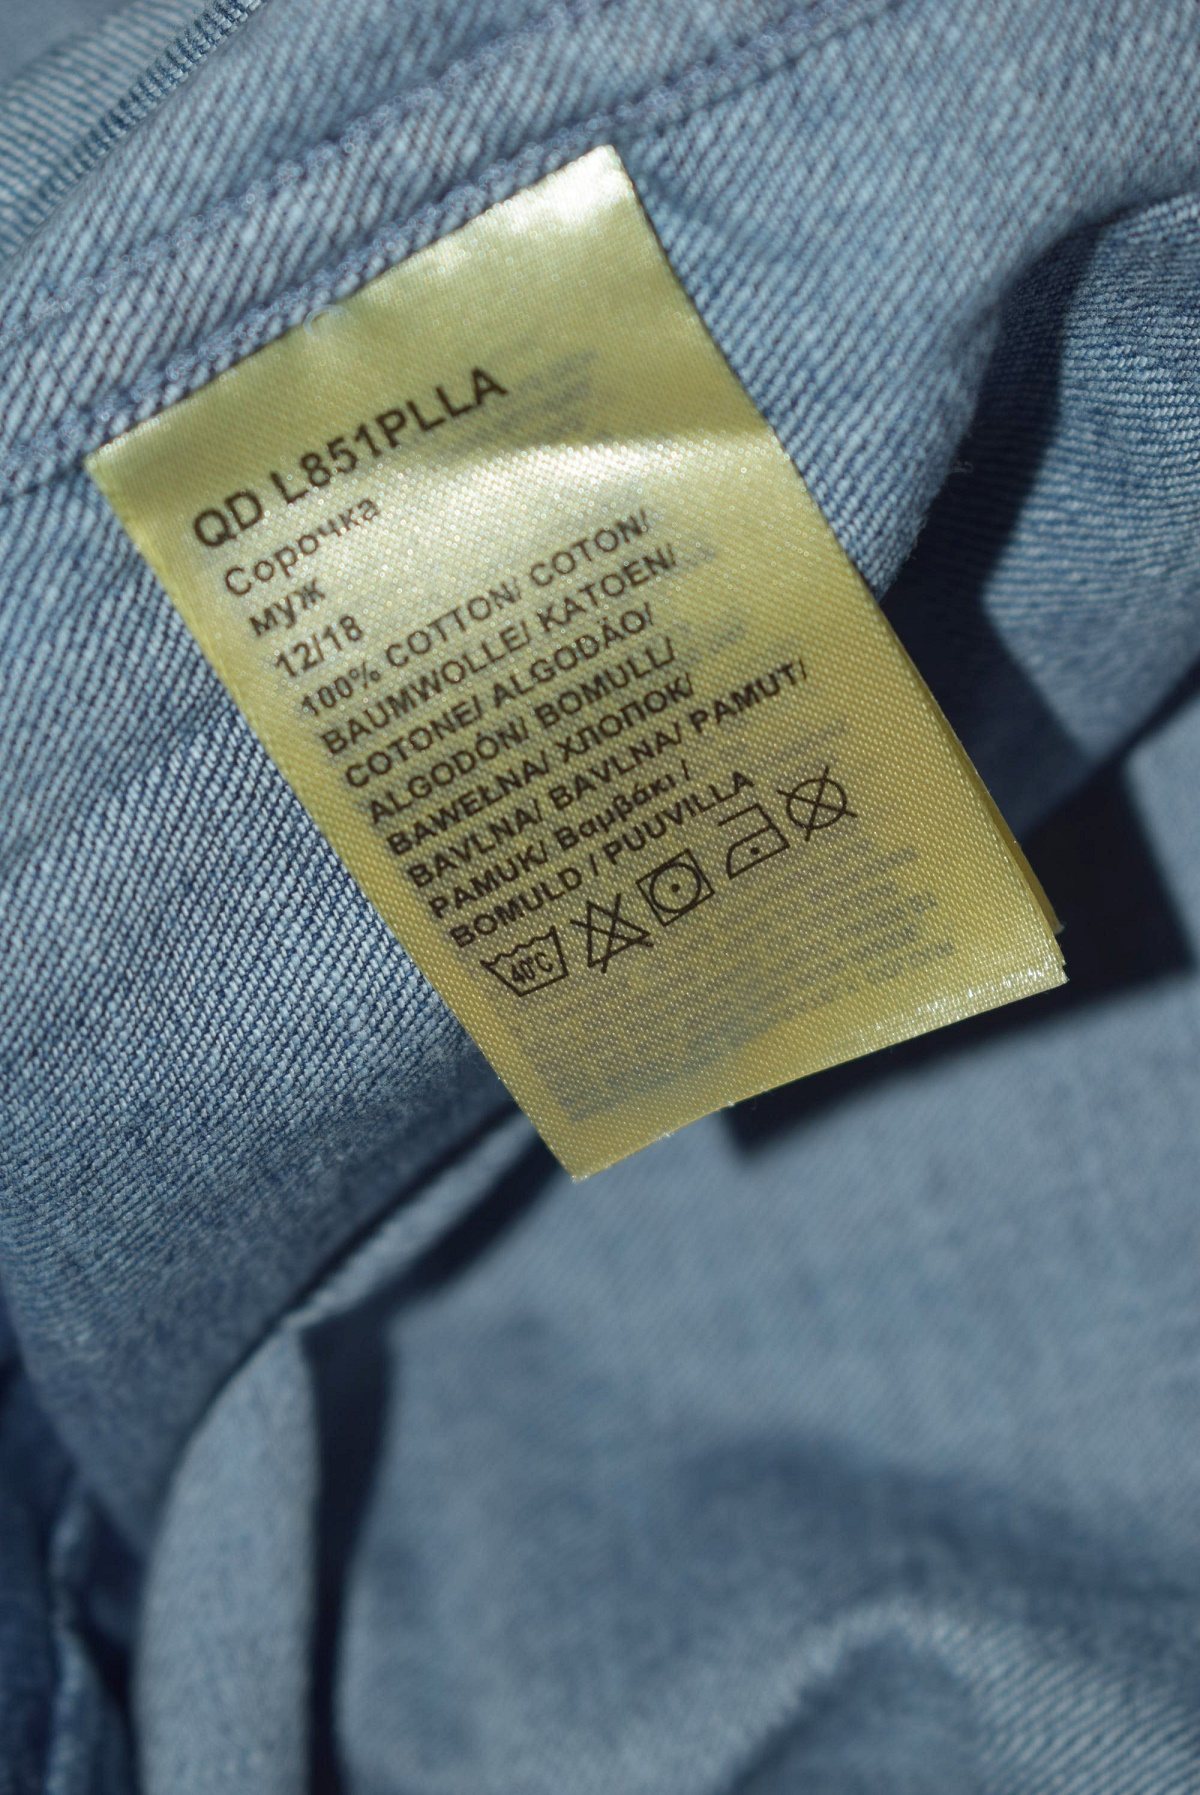 QD L851PLLA
Сорочка
муж
12/18
100% COTTON/ COTON/
BAUMWOLLE/ KATOEN/
COTONE/ ALGODÃO/
ALGODÓN/ BOMULL/
BAWEŁNA/ ХЛОПОК/
BAVLNA/ BAVLNA/ PAMUT/
PAMUK/ Βαμβάκι /
BOMULD / PUUVILLA
40°C